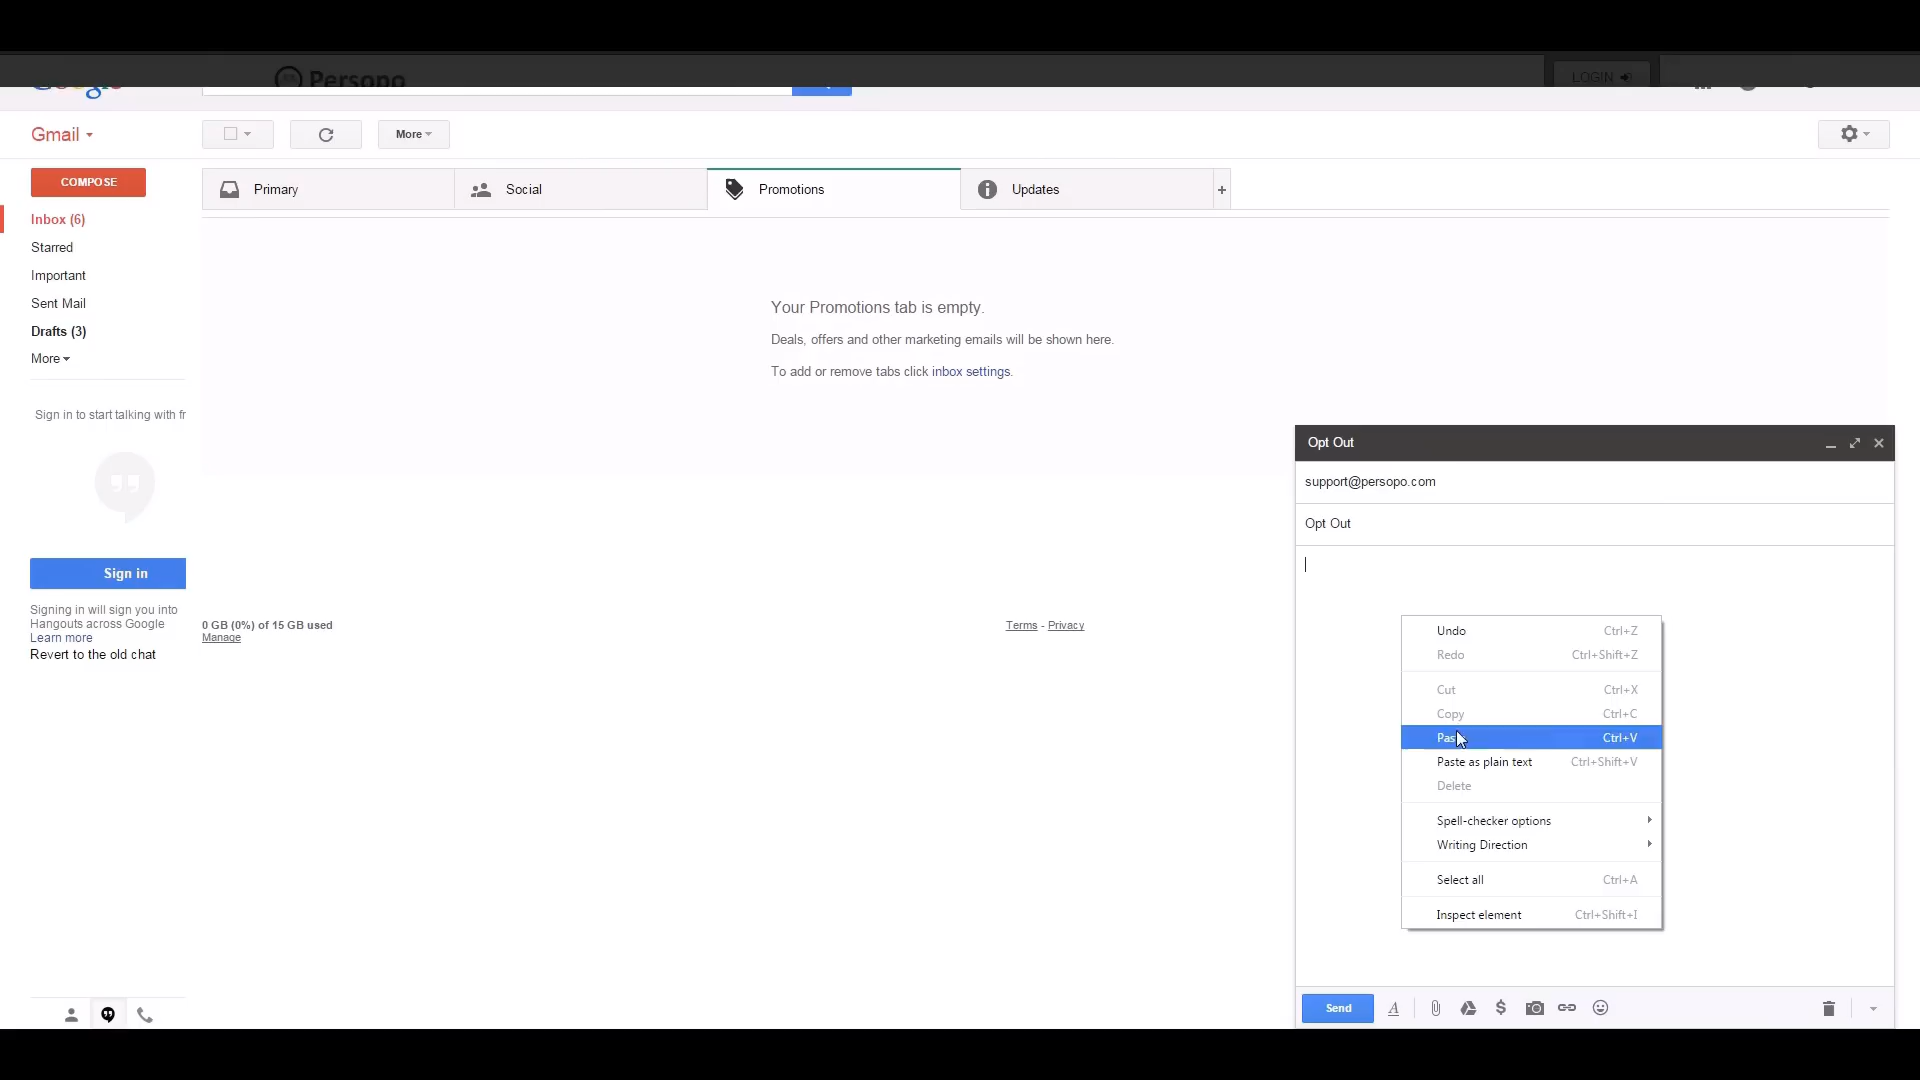 Persopo
LOGIN
Google
Gmail
More
COMPOSE
Primary
Social
Promotions
Updates
+
Inbox (6)
Starred
Important
Sent Mail
Drafts (3)
More
Your Promotions tab is empty.
Deals, offers and other marketing emails will be shown here.
To add or remove tabs click inbox settings.
Sign in to start talking with fr
Sign in
Signing in will sign you into
Hangouts across Google
Learn more
Revert to the old chat
0 GB (0%) of 15 GB used
Manage
Terms - Privacy
Opt Out
support@persopo.com
Opt Out
Undo Ctrl+Z
Redo Ctrl+Shift+Z
Cut Ctrl+X
Copy Ctrl+C
Pas Ctrl+V
Paste as plain text Ctrl+Shift+V
Delete
Spell-checker options
Writing Direction
Select all Ctrl+A
Inspect element Ctrl+Shift+I
Send